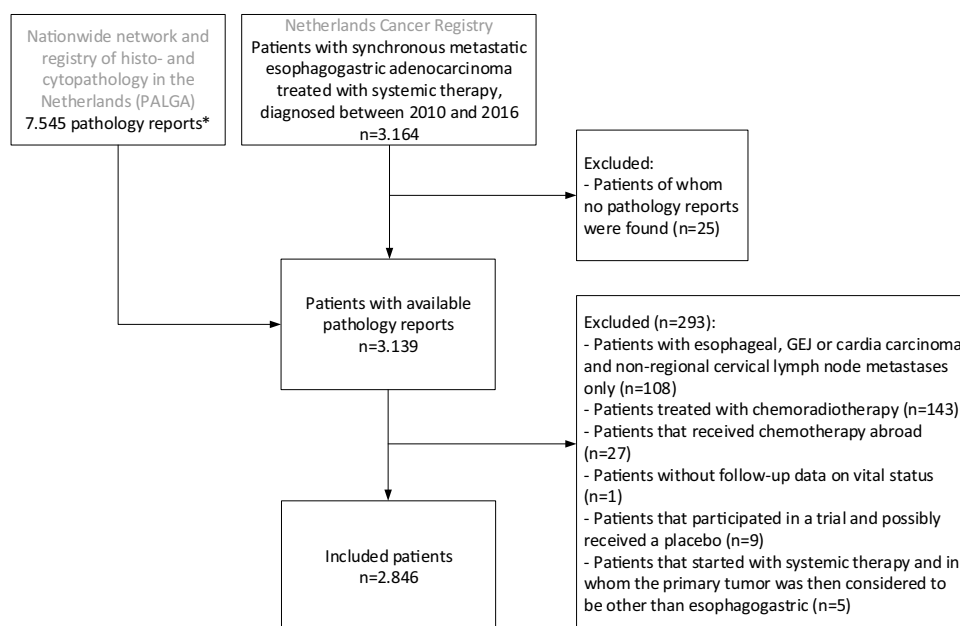 Nationwide network and
registry of histo- and
cytopathology in the
Netherlands (PALGA)
7.545 pathology reports*
Netherlands Cancer Registry
Patients with synchronous metastatic
esophagogastric adenocarcinoma
treated with systemic therapy,
diagnosed between 2010 and 2016
n=3.164
Excluded:
- Patients of whom
no pathology reports
were found (n=25)
Patients with available
pathology reports
n=3.139
Excluded (n=293):
- Patients with esophageal, GEJ or cardia carcinoma
and non-regional cervical lymph node metastases
only (n=108)
- Patients treated with chemoradiotherapy (n=143)
- Patients that received chemotherapy abroad
(n=27)
- Patients without follow-up data on vital status
(n=1)
- Patients that participated in a trial and possibly
received a placebo (n=9)
- Patients that started with systemic therapy and in
whom the primary tumor was then considered to
be other than esophagogastric (n=5)
Included patients
n=2.846